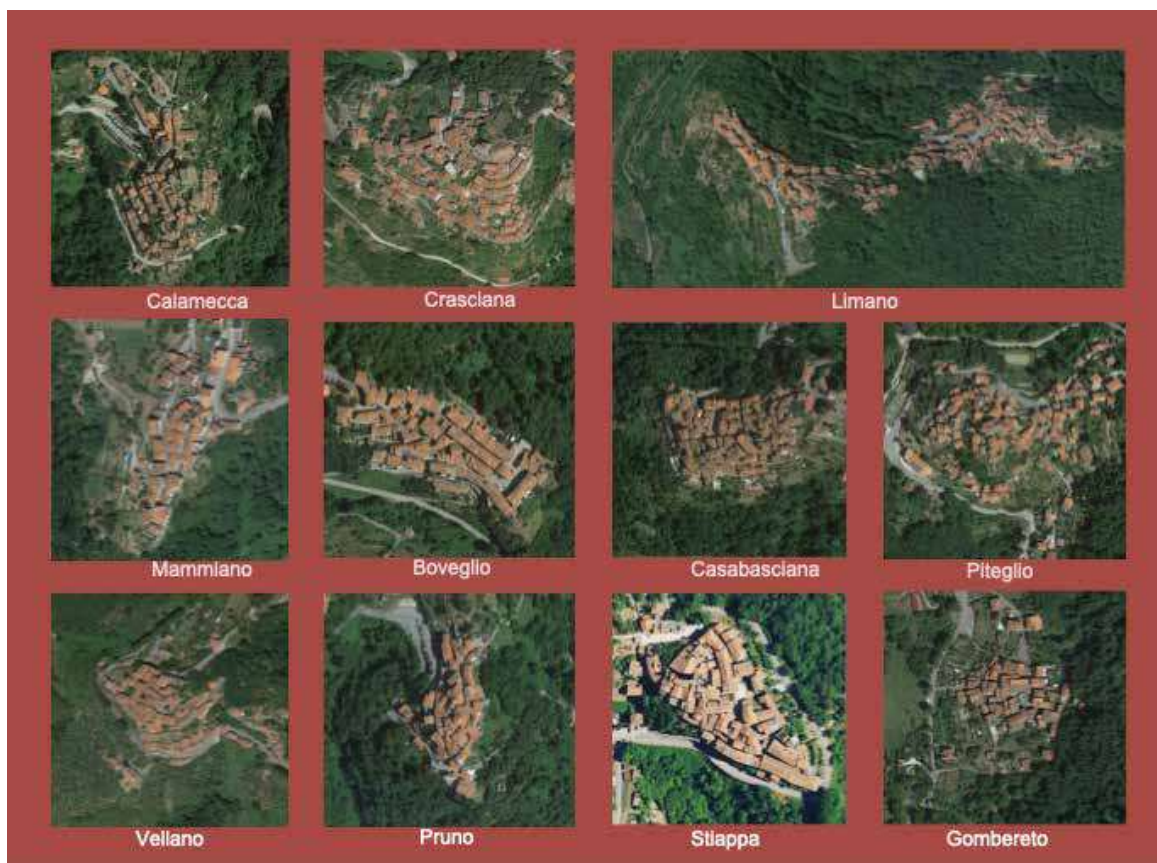 Calamecca
Crasciana
Limano
Mammiano
Boveglio
Casabasciana
Piteglio
Vellano
Pruno
Stiappa
Gombereto